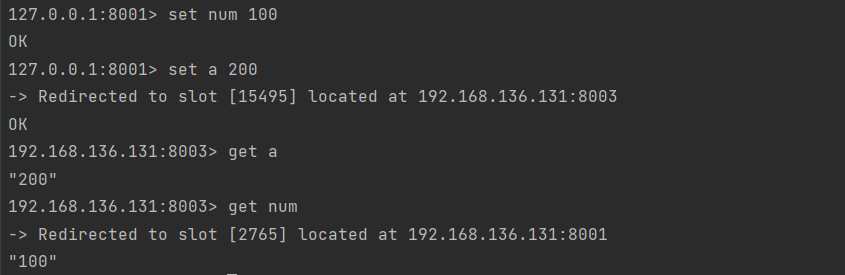 127.0.0.1:8001> set num 100
OK
127.0.0.1:8001> set a 200
-> Redirected to slot [15495] located at 192.168.136.131:8003
OK
192.168.136.131:8003> get a
"200"
192.168.136.131:8003> get num
-> Redirected to slot [2765] located at 192.168.136.131:8001
"100"